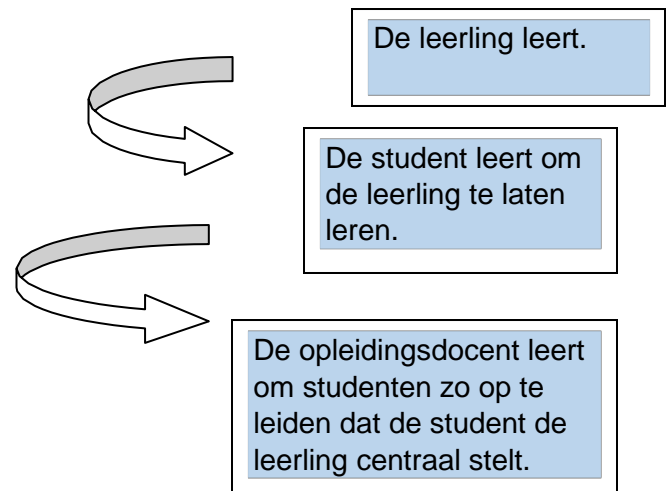 De leerling leert.
De student leert om
de leerling te laten
leren.
De opleidingsdocent leert
om studenten zo op te
leiden dat de student de
leerling centraal stelt.